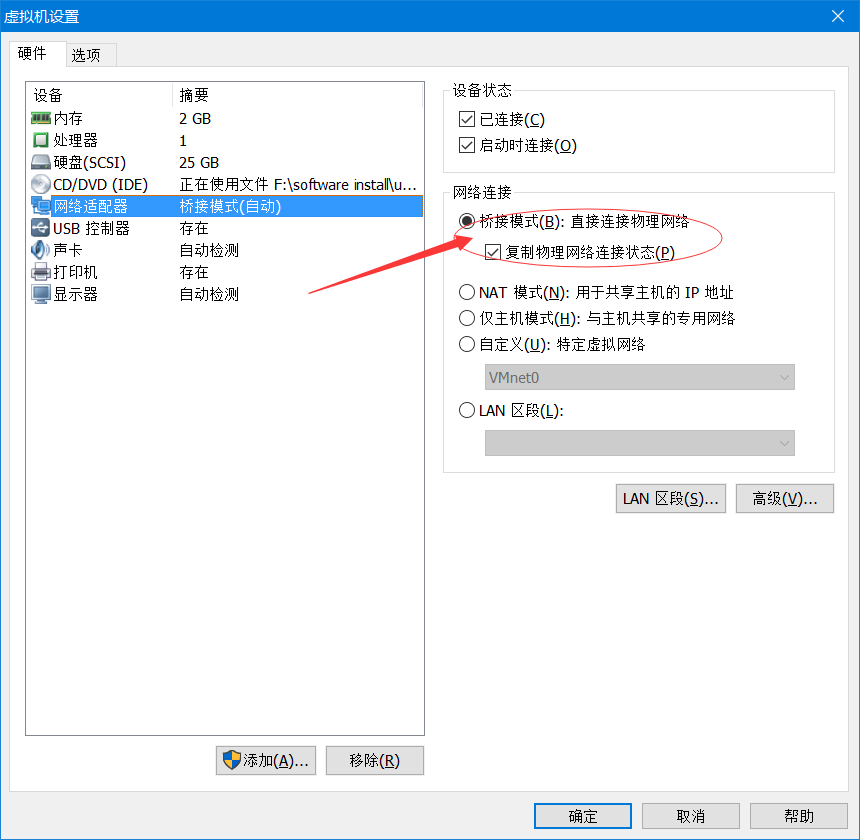 虚拟机设置
硬件 选项
设备 摘要
内存 2 GB
处理器 1
硬盘(SCSI) 25 GB
CD/DVD (IDE) 正在使用文件 F:\software install\u...
网络适配器 桥接模式(自动)
USB 控制器 存在
声卡 自动检测
打印机 存在
显示器 自动检测
添加(A)... 移除(R)
设备状态
已连接(C)
启动时连接(O)
网络连接
桥接模式(B): 直接连接物理网络
复制物理网络连接状态(P)
NAT 模式(N): 用于共享主机的 IP 地址
仅主机模式(H): 与主机共享的专用网络
自定义(U): 特定虚拟网络
VMnet0
LAN 区段(L):
LAN 区段(S)... 高级(V)...
确定 取消 帮助